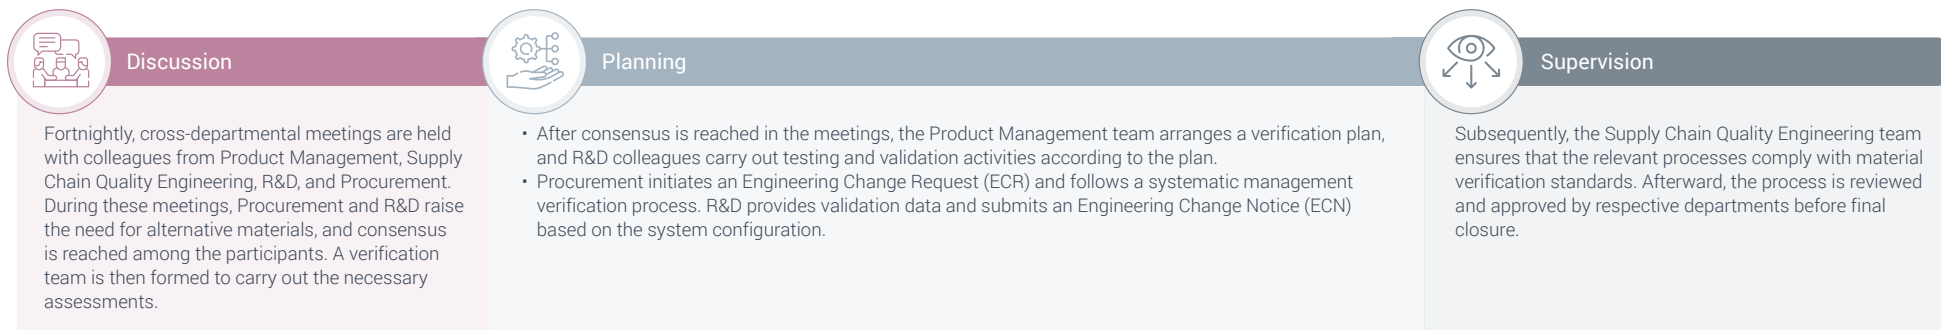 Discussion
Fortnightly, cross-departmental meetings are held
with colleagues from Product Management, Supply
Chain Quality Engineering, R&D, and Procurement.
During these meetings, Procurement and R&D raise
the need for alternative materials, and consensus
is reached among the participants. A verification
team is then formed to carry out the necessary
assessments.
Planning
• After consensus is reached in the meetings, the Product Management team arranges a verification plan,
and R&D colleagues carry out testing and validation activities according to the plan.
• Procurement initiates an Engineering Change Request (ECR) and follows a systematic management
verification process. R&D provides validation data and submits an Engineering Change Notice (ECN)
based on the system configuration.
Supervision
Subsequently, the Supply Chain Quality Engineering team
ensures that the relevant processes comply with material
verification standards. Afterward, the process is reviewed
and approved by respective departments before final
closure.